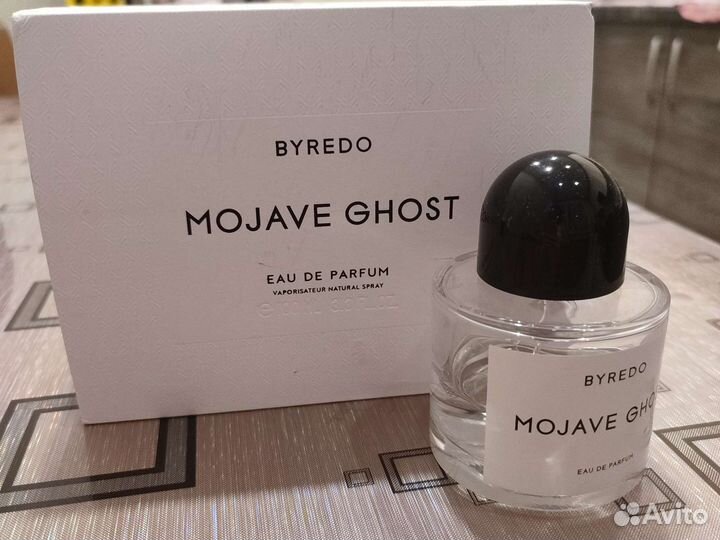 BYREDO
MOJAVE GHOST
EAU DE PARFUM
VAPORISATEUR NATURAL SPRAY
BYREDO
MOJAVE GHO
EAU DE PARFUM
Avito